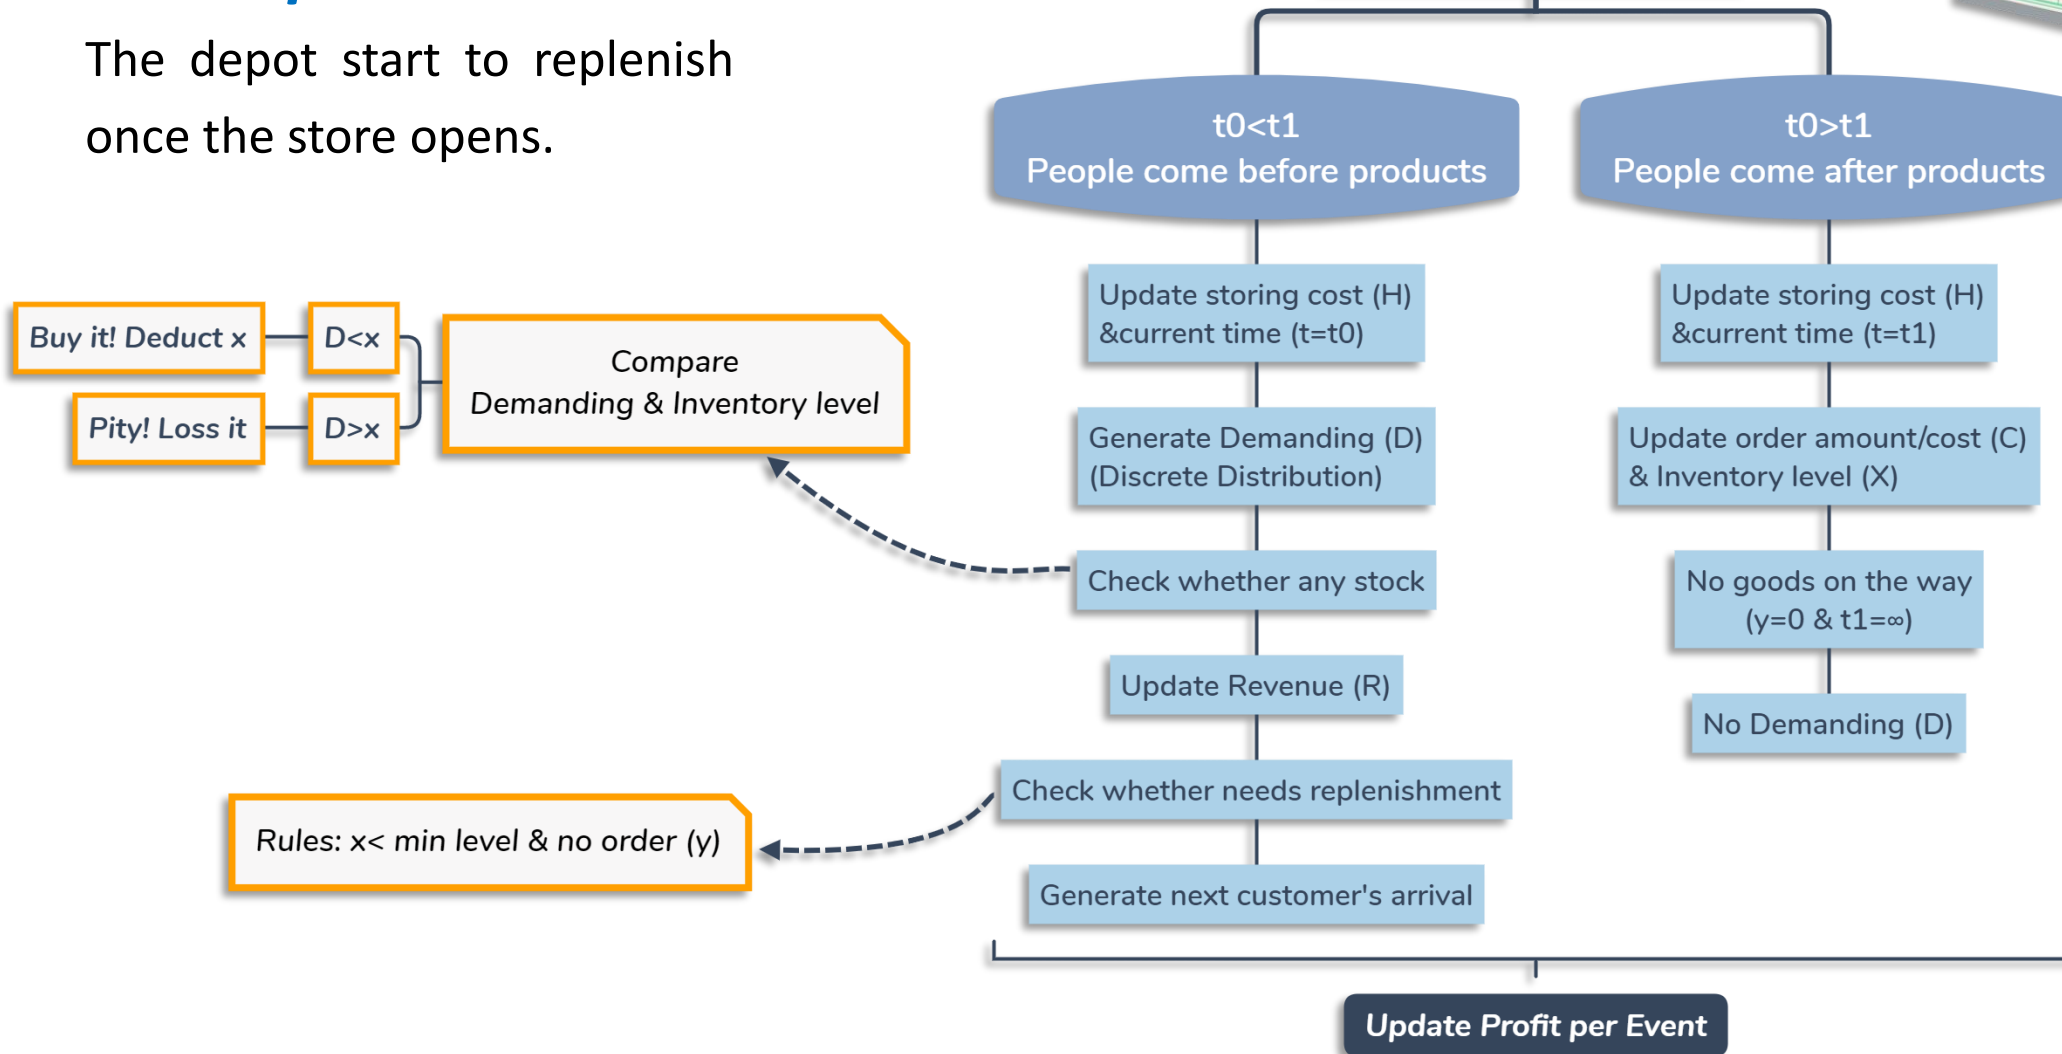 The depot start to replenish
once the store opens.
t0<t1
People come before products
t0>t1
People come after products
Update storing cost (H)
&current time (t=t0)
Update storing cost (H)
&current time (t=t1)
Buy it! Deduct x
D<x
Compare
Demanding & Inventory level
Pity! Loss it
D>x
Generate Demanding (D)
(Discrete Distribution)
Update order amount/cost (C)
& Inventory level (X)
Check whether any stock
No goods on the way
(y=0 & t1=∞)
Update Revenue (R)
No Demanding (D)
Check whether needs replenishment
Rules: x< min level & no order (y)
Generate next customer's arrival
Update Profit per Event